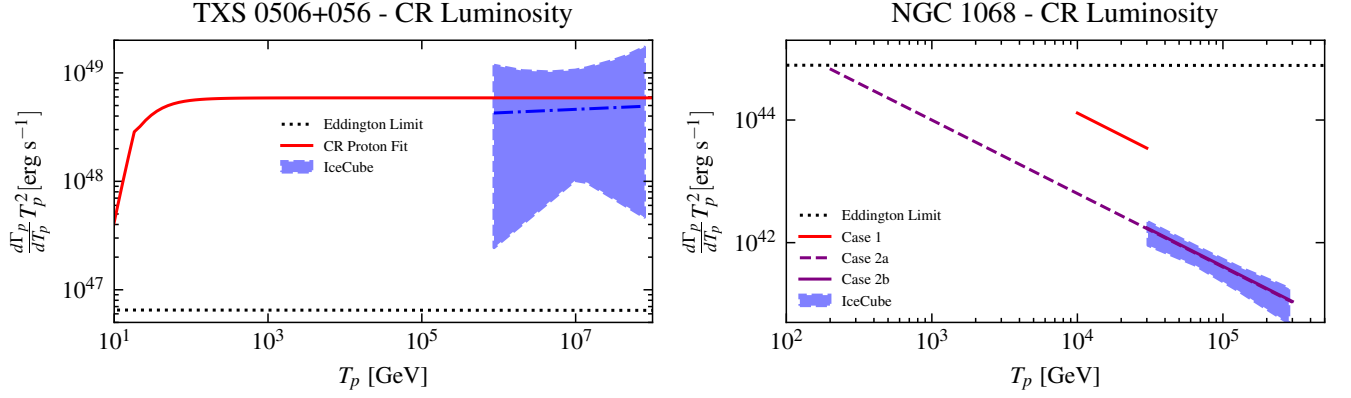 TXS 0506+056 - CR Luminosity
10^49
10^48
10^47
dΓ_p/dT_p T_p^2 [erg s^−1]
Eddington Limit
CR Proton Fit
IceCube
10^1 10^3 10^5 10^7
T_p [GeV]
NGC 1068 - CR Luminosity
10^44
10^42
dΓ_p/dT_p T_p^2 [erg s^−1]
Eddington Limit
Case 1
Case 2a
Case 2b
IceCube
10^2 10^3 10^4 10^5
T_p [GeV]